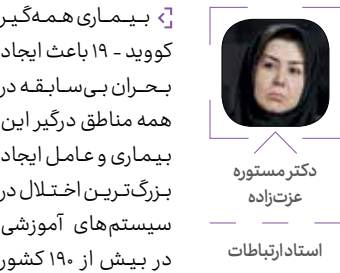 بیماری همه‌گیر
کووید - ۱۹ باعث ایجاد
بحران بی‌سابقه در
همه مناطق درگیر این
بیماری و عامل ایجاد
بزرگ‌ترین اختلال در
سیستم‌های آموزشی
در بیش از ۱۹۰ کشور
دکتر مستوره
عزت‌زاده
استاد ارتباطات